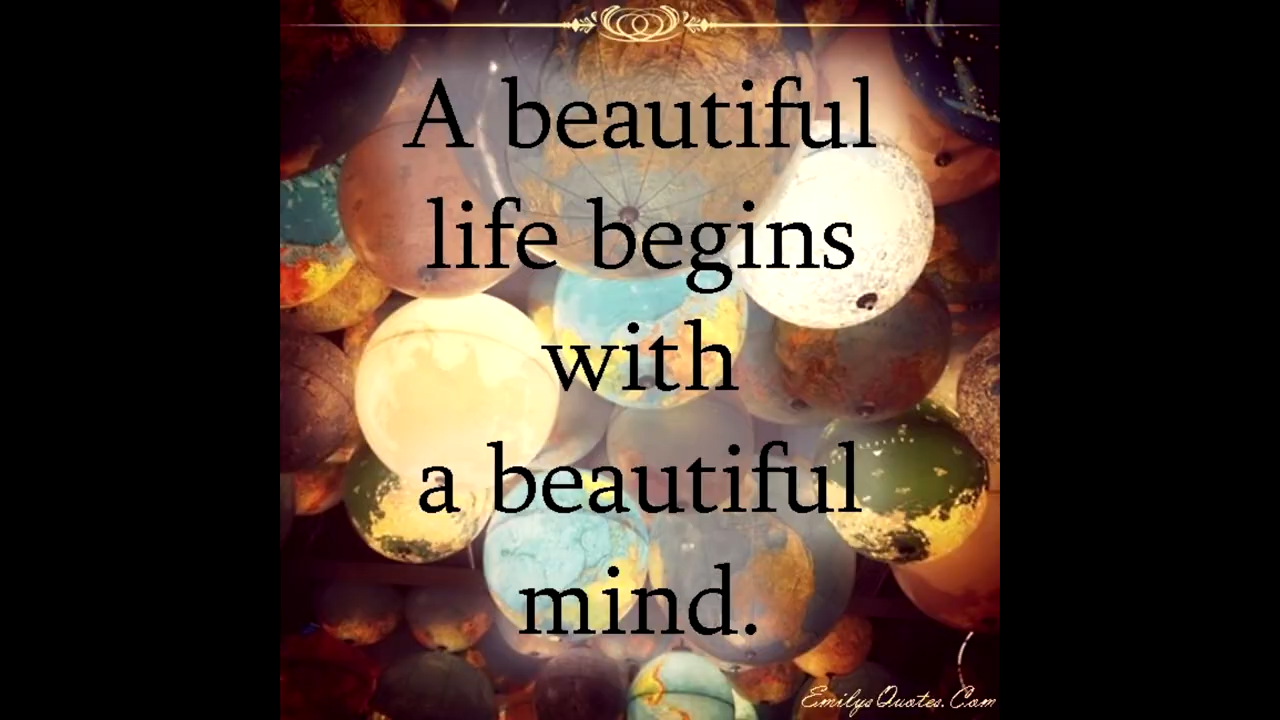 A beautiful
life begins
with
a beautiful
mind.
EmilysQuotes.Com